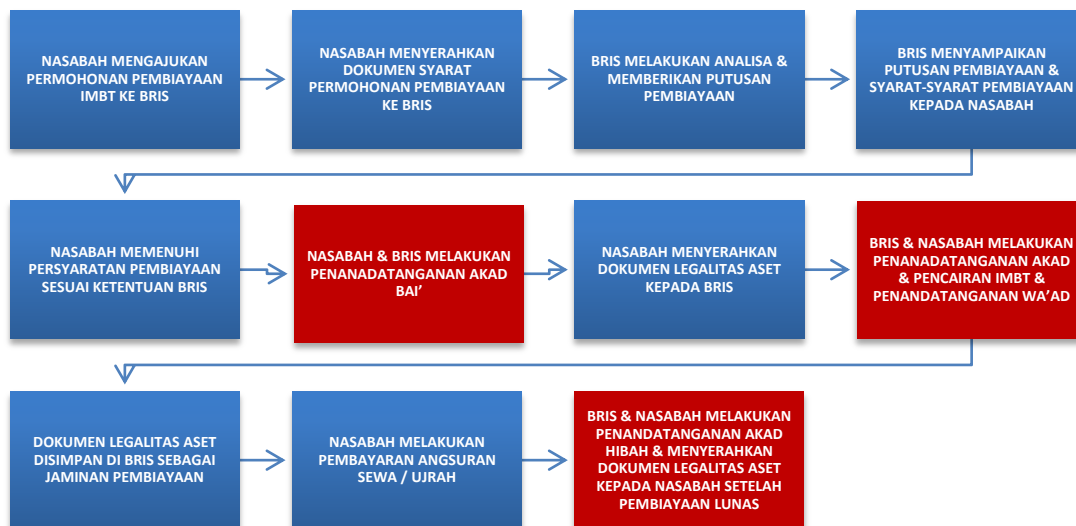 NASABAH MENGAJUKAN
PERMOHONAN PEMBIAYAAN
IMBT KE BRIS
NASABAH MENYERAHKAN
DOKUMEN SYARAT
PERMOHONAN PEMBIAYAAN
KE BRIS
BRIS MELAKUKAN ANALISA &
MEMBERIKAN PUTUSAN
PEMBIAYAAN
BRIS MENYAMPAIKAN
PUTUSAN PEMBIAYAAN &
SYARAT-SYARAT PEMBIAYAAN
KEPADA NASABAH
NASABAH MEMENUHI
PERSYARATAN PEMBIAYAAN
SESUAI KETENTUAN BRIS
NASABAH & BRIS MELAKUKAN
PENANADATANGANAN AKAD
BAI’
NASABAH MENYERAHKAN
DOKUMEN LEGALITAS ASET
KEPADA BRIS
BRIS & NASABAH MELAKUKAN
PENANADATANGANAN AKAD
& PENCAIRAN IMBT &
PENANDATANGANAN WA’AD
DOKUMEN LEGALITAS ASET
DISIMPAN DI BRIS SEBAGAI
JAMINAN PEMBIAYAAN
NASABAH MELAKUKAN
PEMBAYARAN ANGSURAN
SEWA / UJRAH
BRIS & NASABAH MELAKUKAN
PENANDATANGANAN AKAD
HIBAH & MENYERAHKAN
DOKUMEN LEGALITAS ASET
KEPADA NASABAH SETELAH
PEMBIAYAAN LUNAS